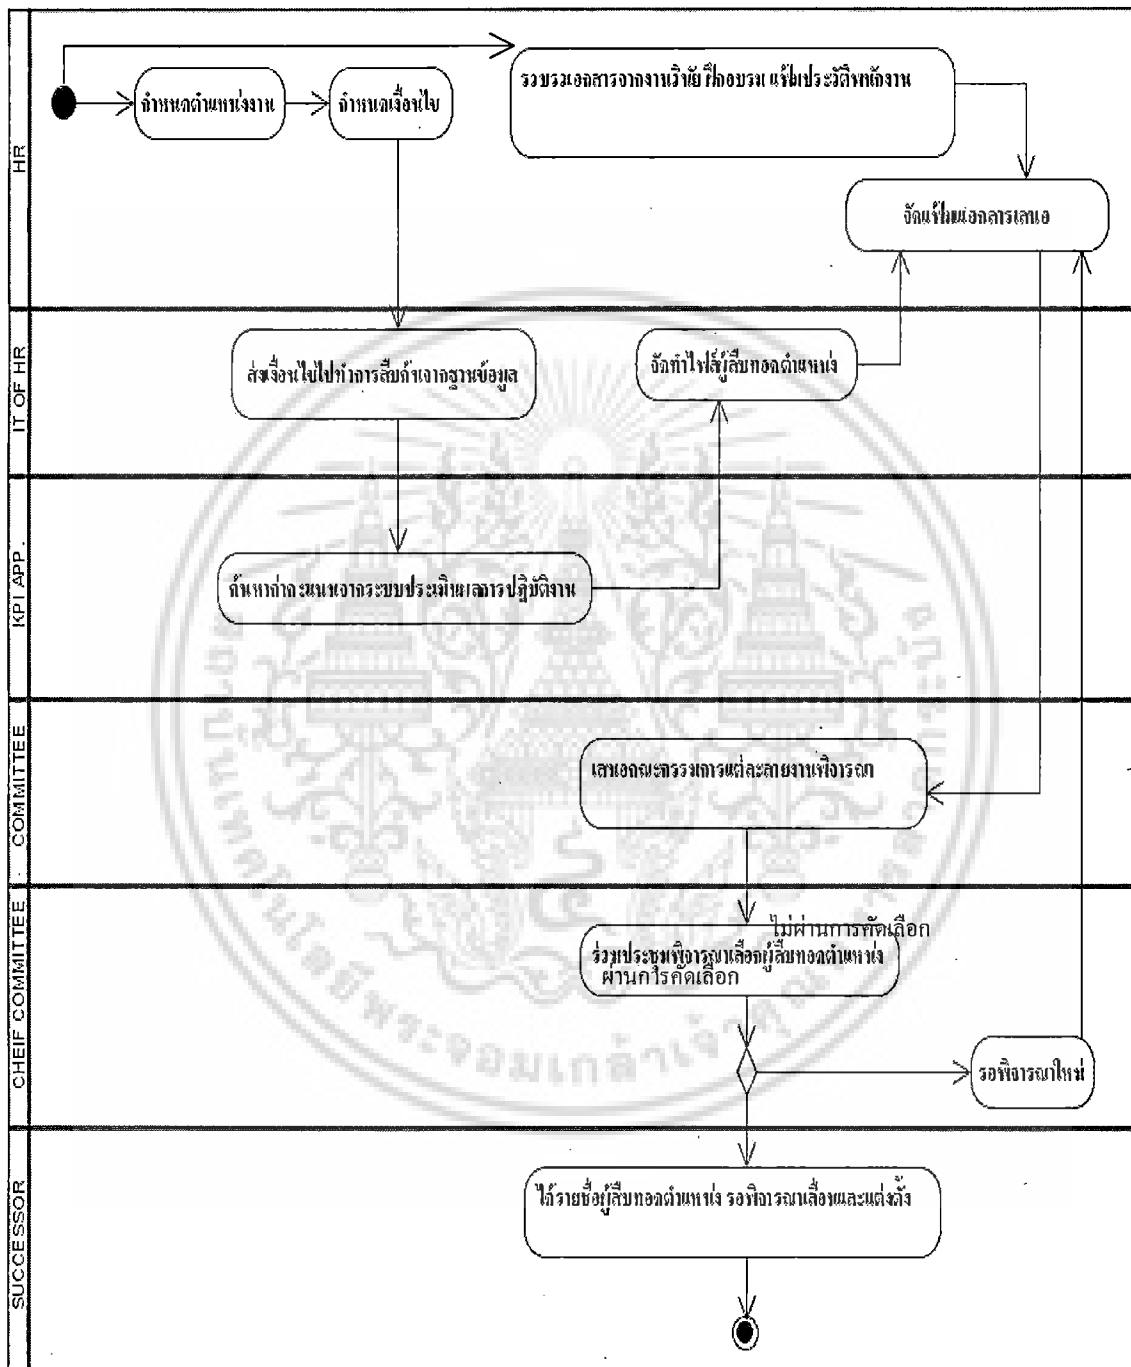 HR
รวบรวมเอกสารจากงานวินัย ฝึกอบรม แฟ้มประวัติพนักงาน
กำหนดตำแหน่งงาน
กำหนดเงื่อนไข
จัดแฟ้มเอกสารเสนอ
IT OF HR
ส่งเงื่อนไขไปทำการสืบค้นจากฐานข้อมูล
จัดทำไฟล์ผู้สืบทอดตำแหน่ง
KPI APP.
ค้นหาค่าคะแนนจากระบบประเมินผลการปฏิบัติงาน
COMMITTEE
เสนอคณะกรรมการแต่ละสายงานพิจารณา
CHEIF COMMITTEE
ไม่ผ่านการคัดเลือก
ร่วมประชุมพิจารณาเลือกผู้สืบทอดตำแหน่ง
ผ่านการคัดเลือก
รอพิจารณาใหม่
SUCCESSOR
ได้รายชื่อผู้สืบทอดตำแหน่ง รอพิจารณาเลื่อนและแต่งตั้ง